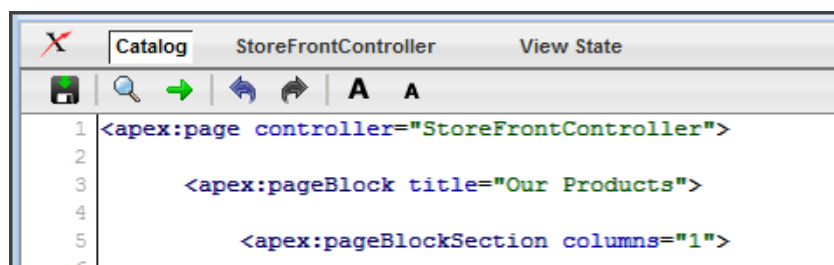 Catalog StoreFrontController View State
A A
1 <apex:page controller="StoreFrontController">
2
3 <apex:pageBlock title="Our Products">
4
5 <apex:pageBlockSection columns="1">